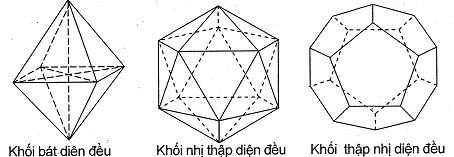 Khối bát diện đều
Khối nhị thập diện đều
Khối thập nhị diện đều